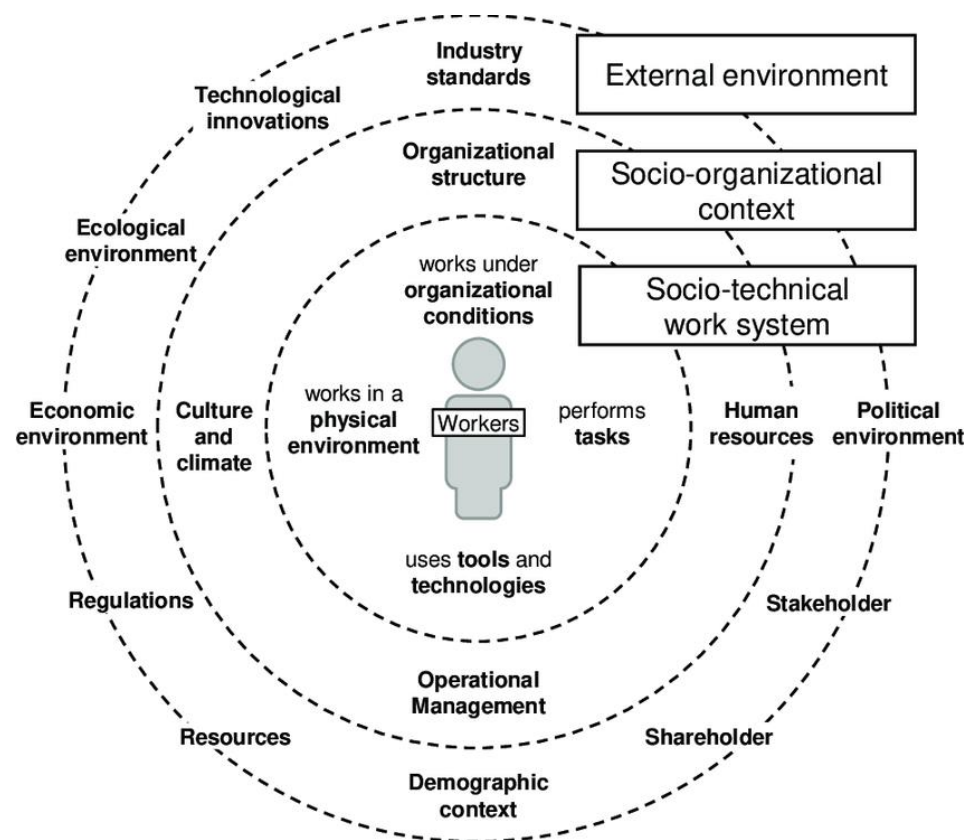 Industry
standards
External environment
Technological
innovations
Organizational
structure
Socio-organizational
context
Ecological
environment
works under
organizational
conditions
Socio-technical
work system
Economic
environment
Culture
and
climate
works in a
physical
environment
Workers
performs
tasks
Human
resources
Political
environment
uses tools and
technologies
Regulations
Stakeholder
Operational
Management
Resources
Shareholder
Demographic
context